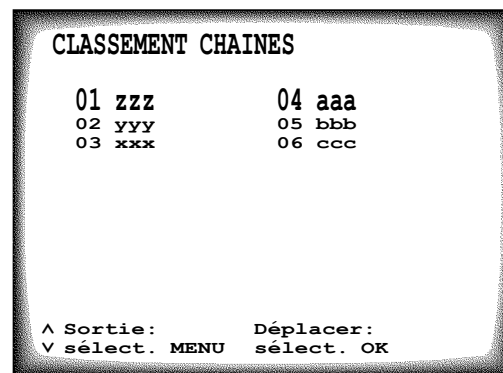 CLASSEMENT CHAINES
01 zzz 04 aaa
02 yyy 05 bbb
03 xxx 06 ccc
∧ Sortie: Déplacer:
∨ sélect. MENU sélect. OK